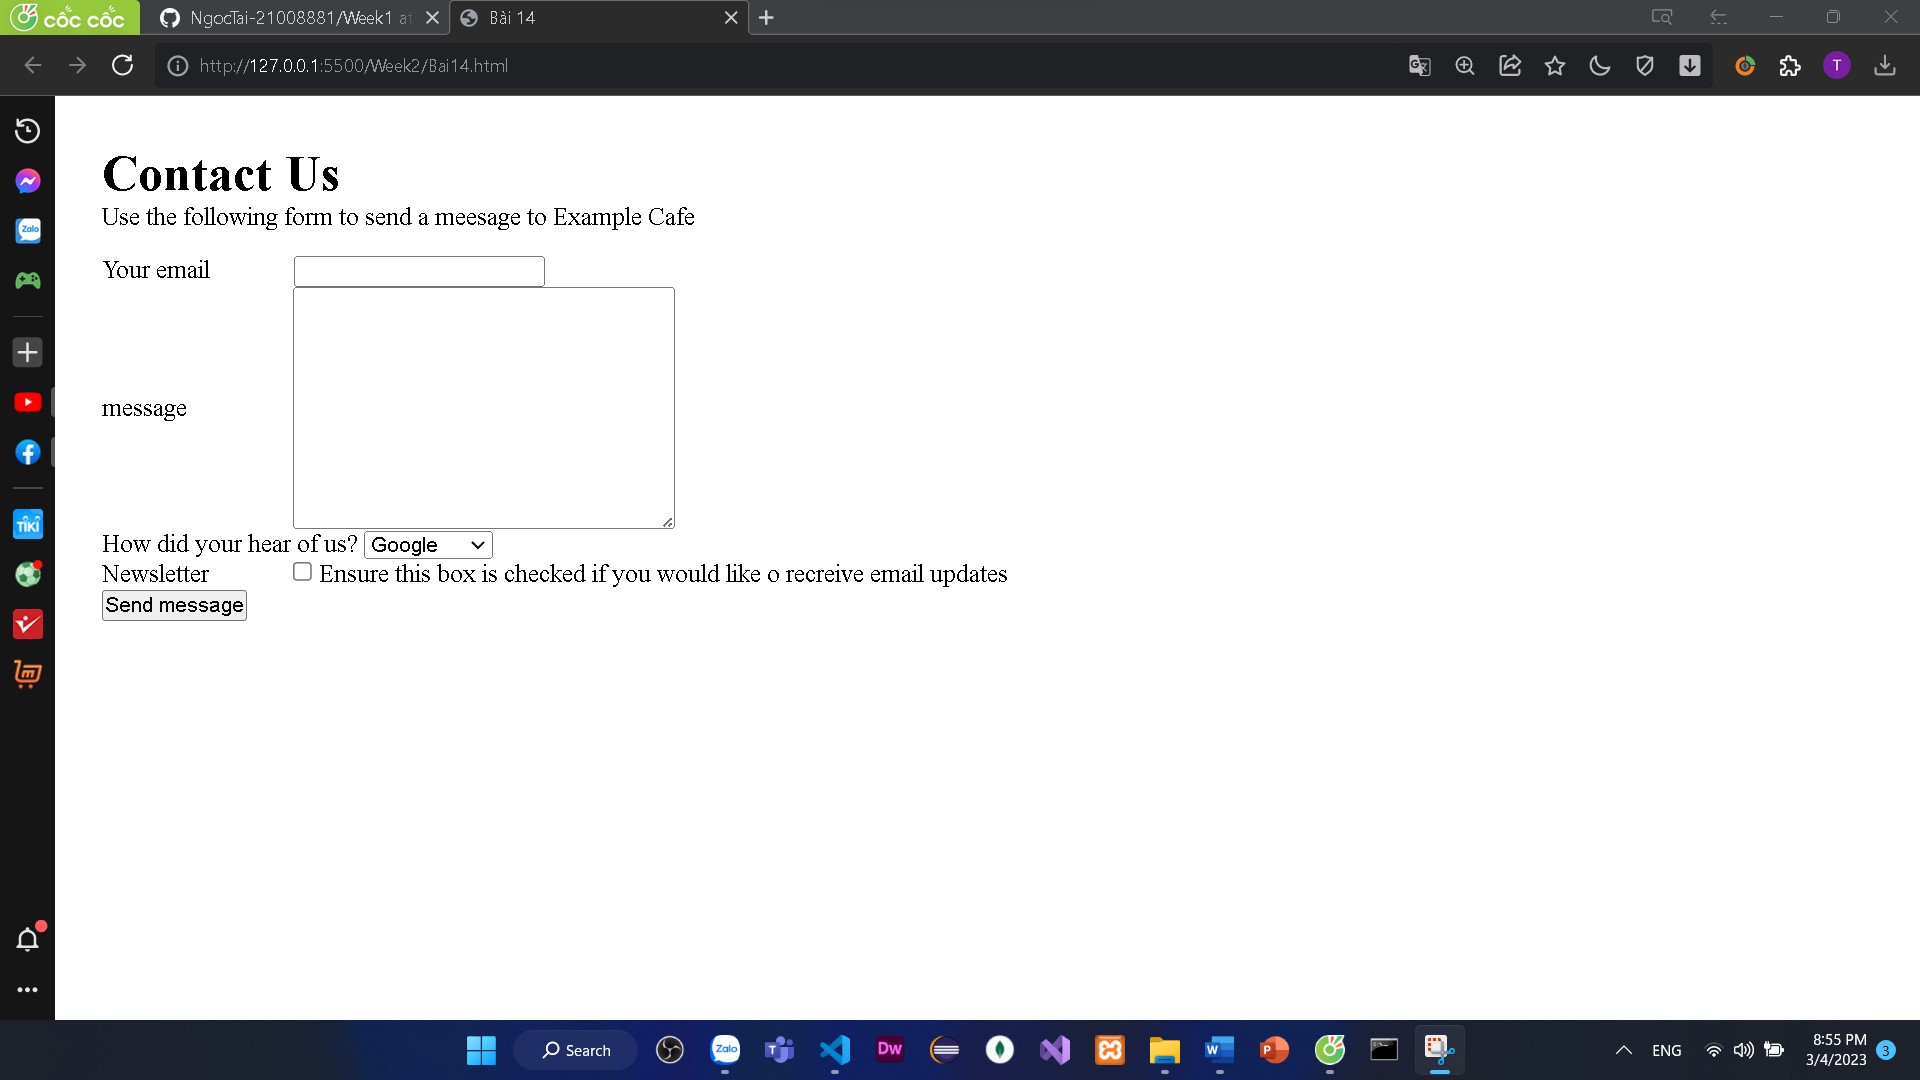 cốc cốc
NgocTai-21008881/Week1 at
Bài 14
http://127.0.0.1:5500/Week2/Bai14.html
T
Contact Us
Use the following form to send a meesage to Example Cafe
Your email
message
How did your hear of us? Google
Newsletter Ensure this box is checked if you would like o recreive email updates
Send message
Zalo
TIKI
Search
Zalo
T
Dw
W
P
ENG
8:55 PM
3/4/2023
3